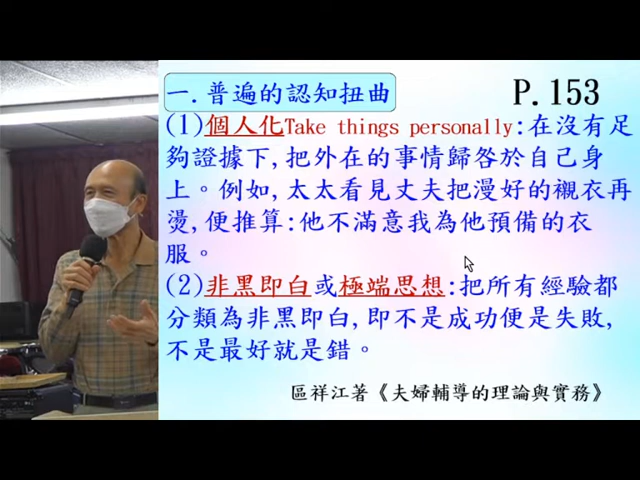 一.普遍的認知扭曲
P.153
(1)個人化Take things personally:在沒有足
夠證據下,把外在的事情歸咎於自己身
上。例如,太太看見丈夫把漫好的襯衣再
燙,便推算:他不滿意我為他預備的衣
服。
(2)非黑即白或極端思想:把所有經驗都
分類為非黑即白,即不是成功便是失敗,
不是最好就是錯。
區祥江著《夫婦輔導的理論與實務》